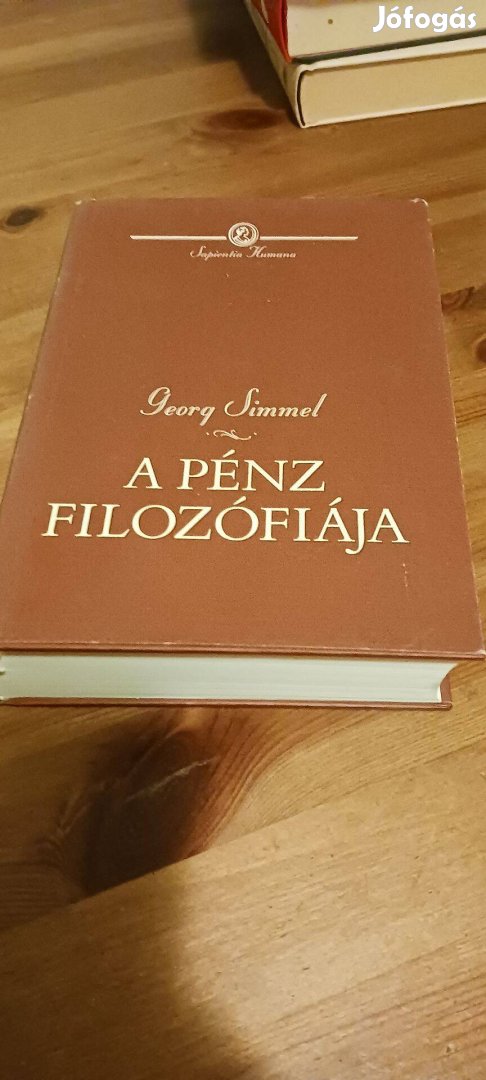 Jófogás
Sapientia Humana
Georg Simmel
A PÉNZ
FILOZÓFIÁJA